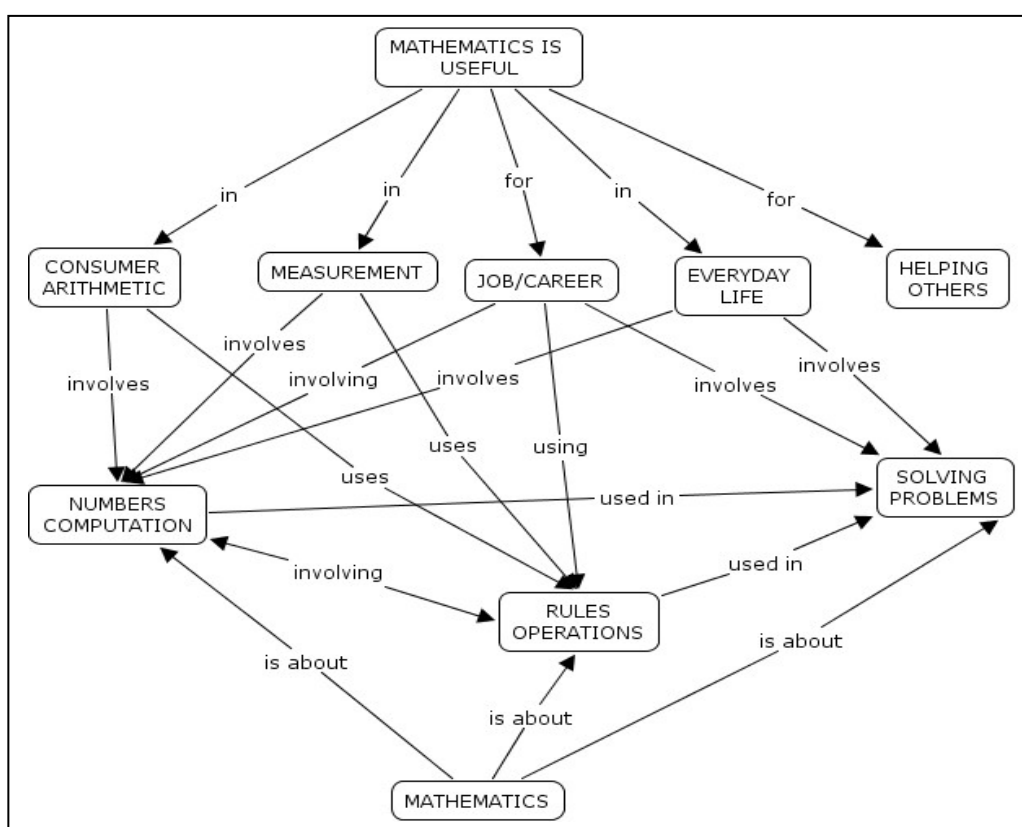 MATHEMATICS IS
USEFUL
in
in
for
in
for
CONSUMER
ARITHMETIC
MEASUREMENT
JOB/CAREER
EVERYDAY
LIFE
HELPING
OTHERS
involves
involves
involving
involves
involves
involves
uses
uses
using
NUMBERS
COMPUTATION
used in
SOLVING
PROBLEMS
involving
used in
RULES
OPERATIONS
is about
is about
is about
MATHEMATICS